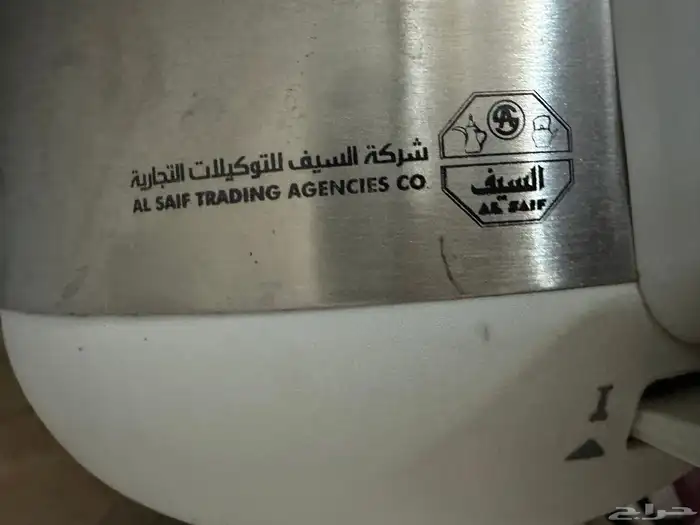 شركة السيف للتوكيلات التجارية
AL SAIF TRADING AGENCIES CO
السيف
AL SAIF
I
حراج